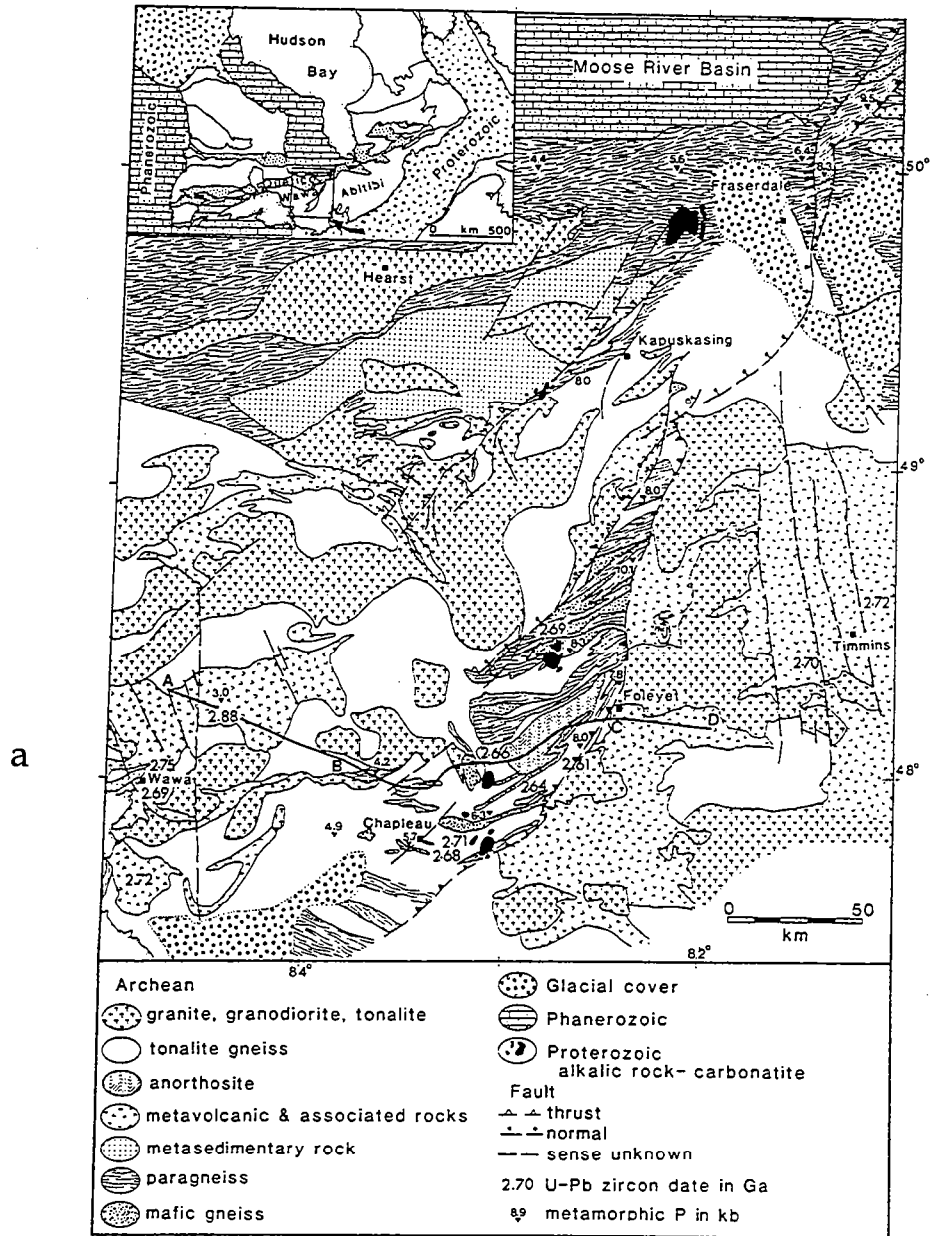 a
Hudson
Bay
Phanerozoic
Proterozoic
Quetico
Wawa
Abitibi
0 km 500
Moose River Basin
4.4
5.6
6.4
Fraserdale
50°
Hearst
Kapuskasing
80
49°
8.0
10.1
2.72
Timmins
2.69
8.3
2.70
Foleyet
A
3.0
2.88
B
4.2
2.66
C
D
8.0
2.61
2.64
48°
2.75
Wawa
2.69
4.9
Chapleau
5.7
2.71
2.68
2.72
0 50
km
84°
82°
Archean
granite, granodiorite, tonalite
tonalite gneiss
anorthosite
metavolcanic & associated rocks
metasedimentary rock
paragneiss
mafic gneiss
Glacial cover
Phanerozoic
Proterozoic
alkalic rock- carbonatite
Fault
thrust
normal
sense unknown
2.70 U-Pb zircon date in Ga
8.9 metamorphic P in kb